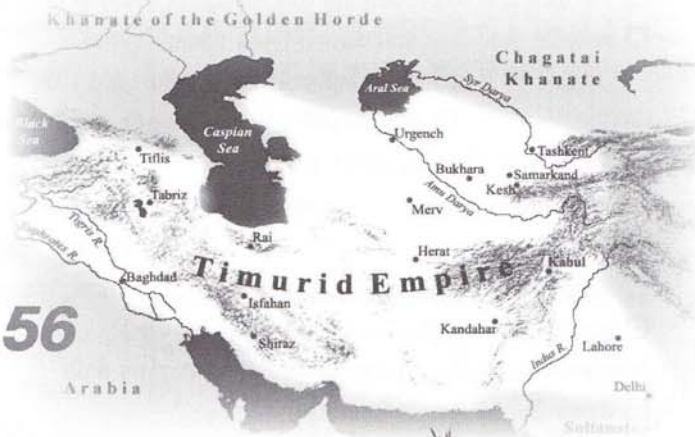 Khanate of the Golden Horde
Chagatai
Khanate
Aral Sea
Syr Darya
Black
Sea
Caspian
Sea
Urgench
Tiflis
Tashkent
Bukhara
Samarkand
Kesh
Tabriz
Amu Darya
Merv
Tigris R.
Rai
Herat
Euphrates R.
Timurid Empire
Kabul
Baghdad
Isfahan
56
Kandahar
Shiraz
Indus R.
Lahore
Arabia
Delhi